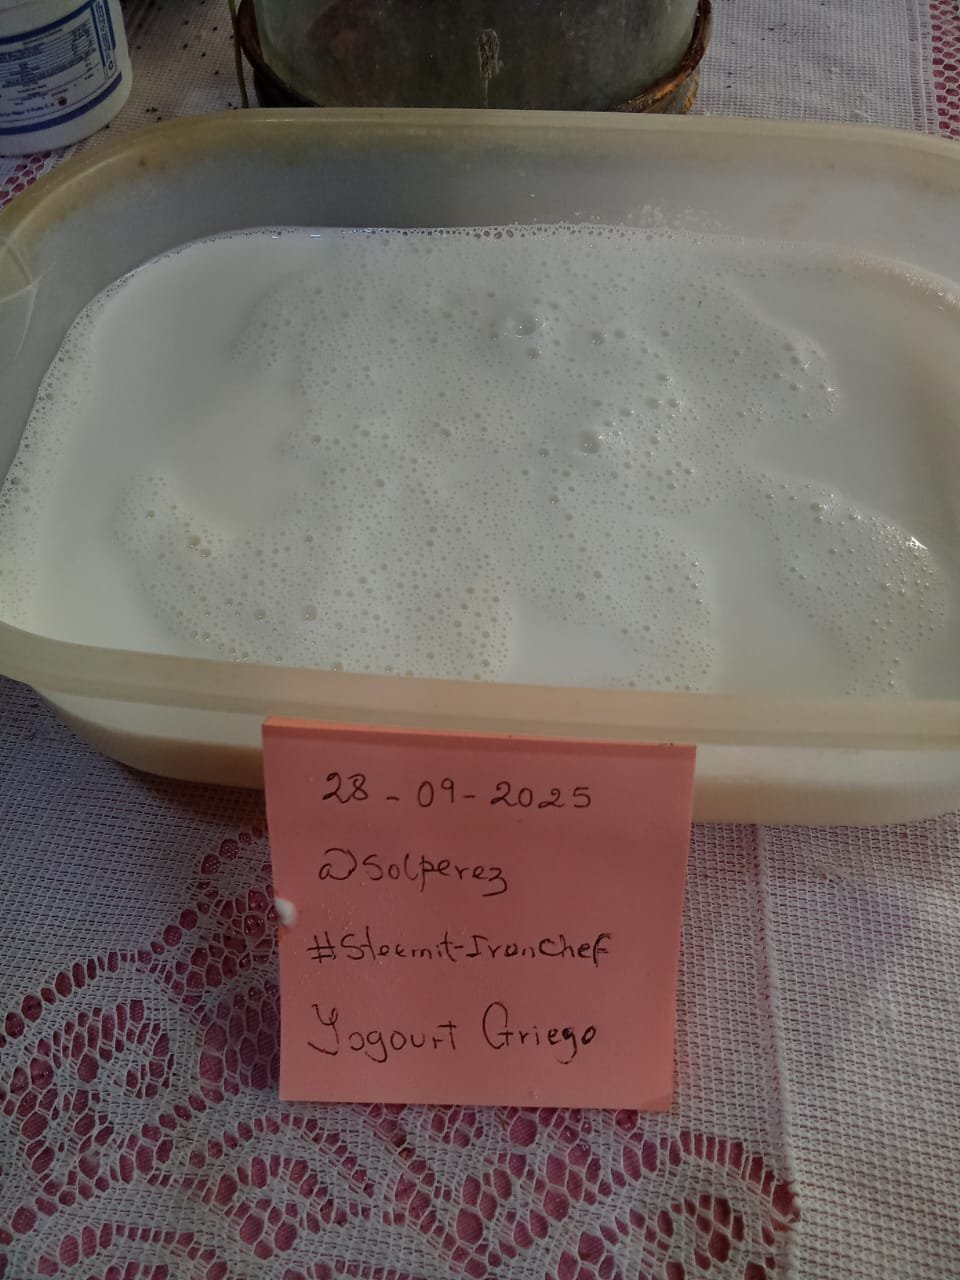 28-09-2025
@solperez
#Steemit-IronChef
Yogourt Griego